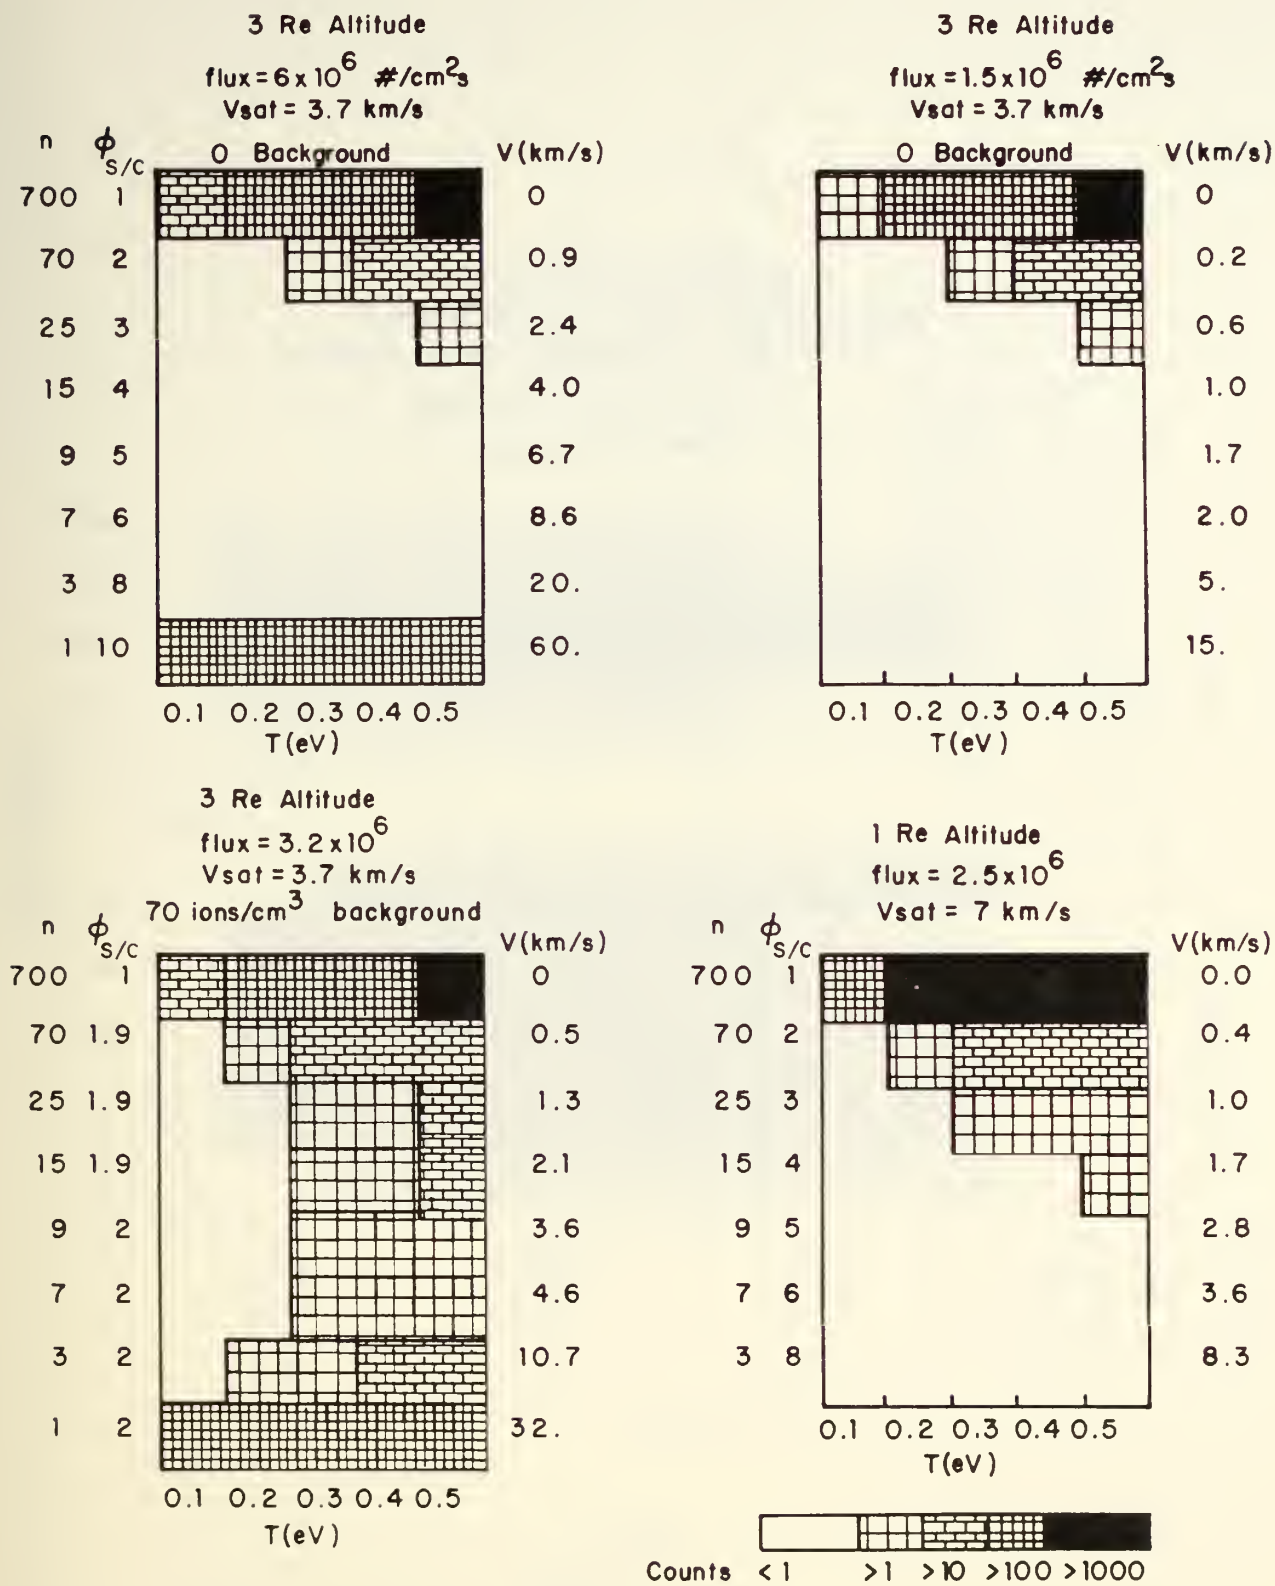 3 Re Altitude
flux = 6 x 10^6 #/cm^2s
Vsat = 3.7 km/s
n ϕ S/C 0 Background V(km/s)
700 1 0
70 2 0.9
25 3 2.4
15 4 4.0
9 5 6.7
7 6 8.6
3 8 20.
1 10 60.
0.1 0.2 0.3 0.4 0.5
T(eV)
3 Re Altitude
flux = 1.5x10^6 #/cm^2s
Vsat = 3.7 km/s
0 Background V(km/s)
0
0.2
0.6
1.0
1.7
2.0
5.
15.
0.1 0.2 0.3 0.4 0.5
T(eV)
3 Re Altitude
flux = 3.2x10^6
Vsat = 3.7 km/s
70 ions/cm^3 background
n ϕ S/C V(km/s)
700 1 0
70 1.9 0.5
25 1.9 1.3
15 1.9 2.1
9 2 3.6
7 2 4.6
3 2 10.7
1 2 32.
0.1 0.2 0.3 0.4 0.5
T(eV)
1 Re Altitude
flux = 2.5x10^6
Vsat = 7 km/s
n ϕ S/C V(km/s)
700 1 0.0
70 2 0.4
25 3 1.0
15 4 1.7
9 5 2.8
7 6 3.6
3 8 8.3
0.1 0.2 0.3 0.4 0.5
T(eV)
Counts <1 >1 >10 >100 >1000